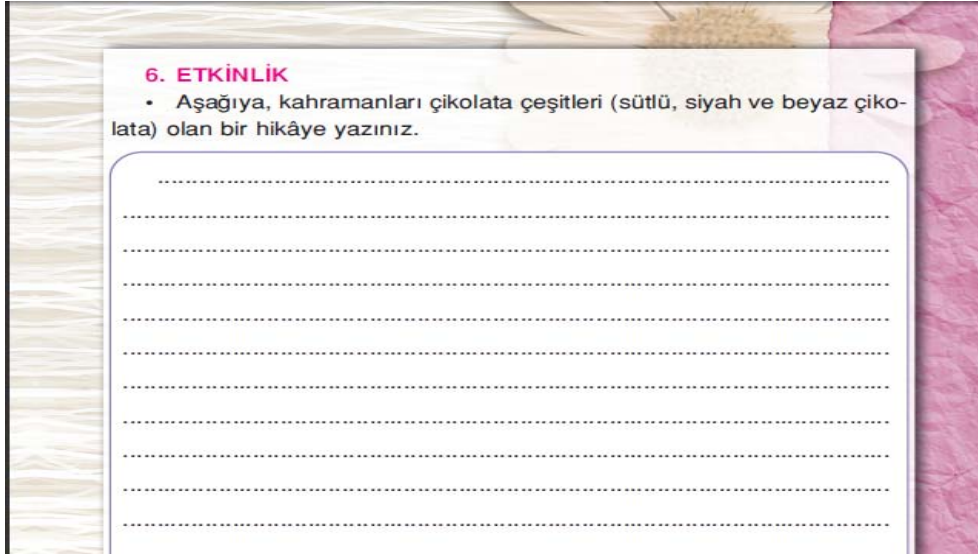 6. ETKİNLİK
• Aşağıya, kahramanları çikolata çeşitleri (sütlü, siyah ve beyaz çiko-
lata) olan bir hikâye yazınız.